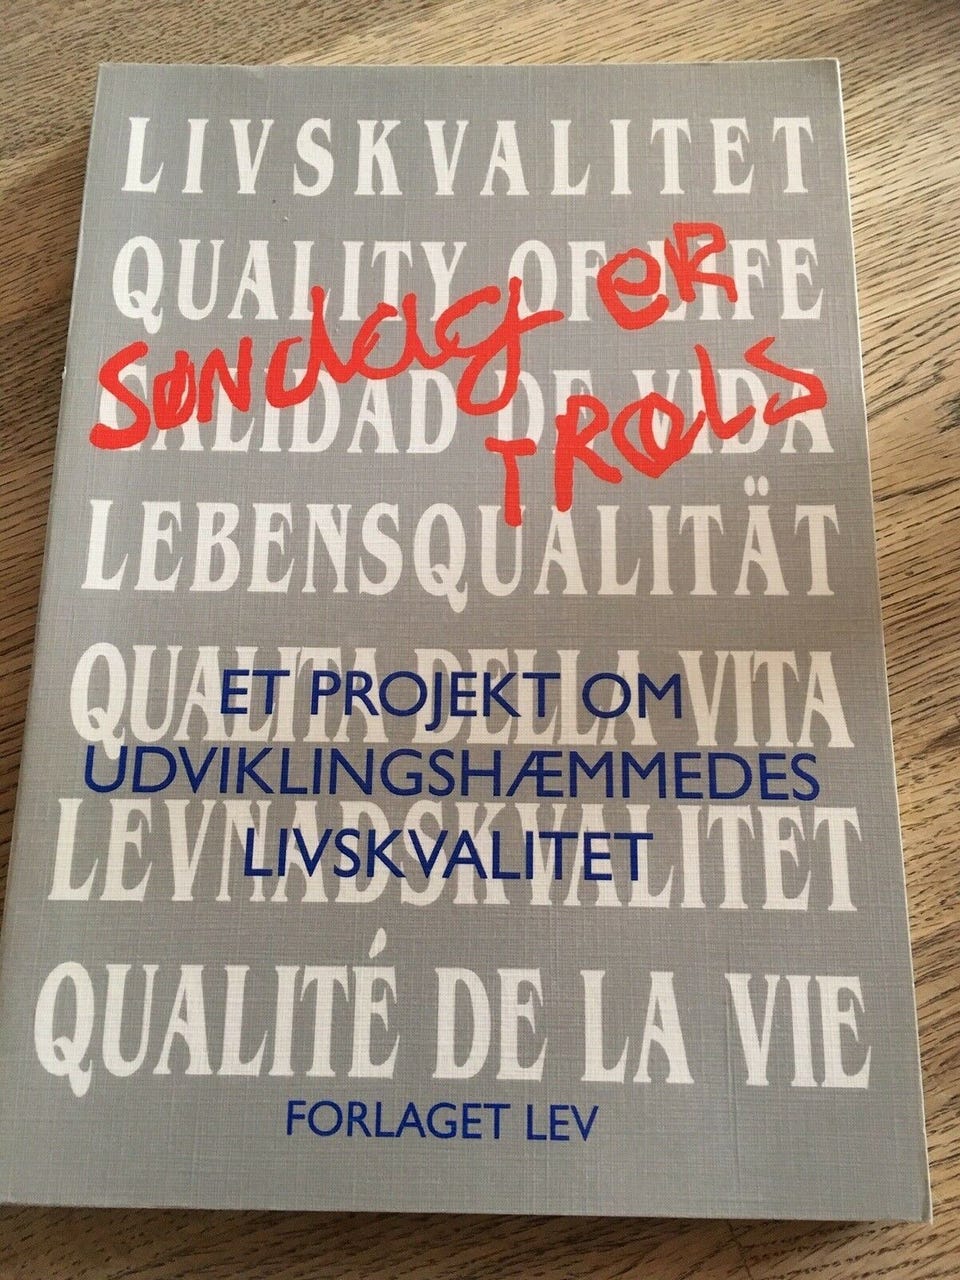 LIVSKVALITET
QUALITY OF LIFE
SøNdag eR
TRøLS
CALIDAD DE VIDA
LEBENSQUALITÄT
QUALITA DELLA VITA
ET PROJEKT OM
UDVIKLINGSHÆMMEDES
LEVNADSKVALITET
LIVSKVALITET
QUALITÉ DE LA VIE
FORLAGET LEV